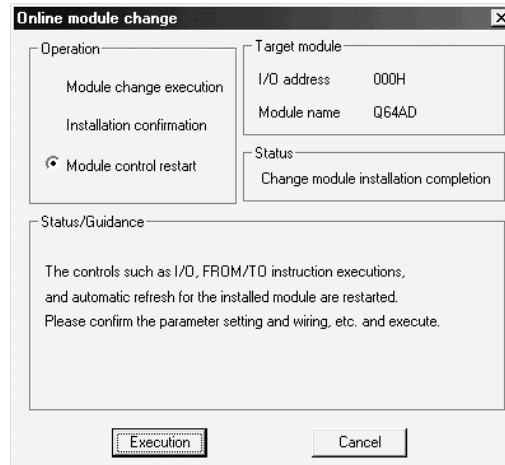 Online module change
Operation
Module change execution
Installation confirmation
Module control restart
Target module
I/O address 000H
Module name Q64AD
Status
Change module installation completion
Status/Guidance
The controls such as I/O, FROM/TO instruction executions,
and automatic refresh for the installed module are restarted.
Please confirm the parameter setting and wiring, etc. and execute.
Execution
Cancel